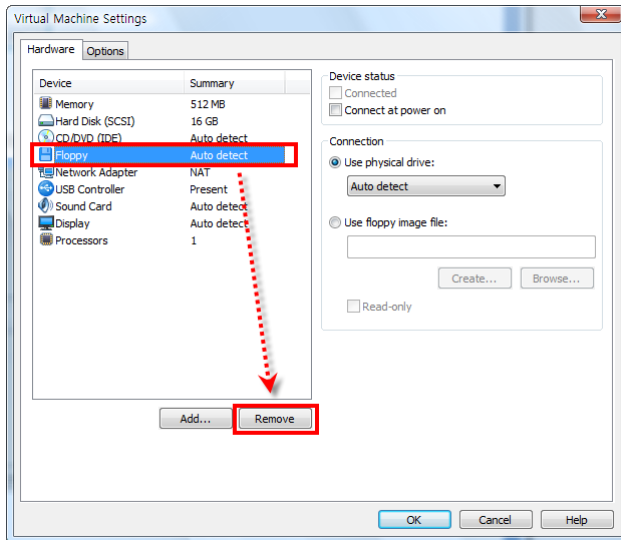 Virtual Machine Settings
Hardware Options
Device Summary
Memory 512 MB
Hard Disk (SCSI) 16 GB
CD/DVD (IDE) Auto detect
Floppy Auto detect
Network Adapter NAT
USB Controller Present
Sound Card Auto detect
Display Auto detect
Processors 1
Add... Remove
Device status
Connected
Connect at power on
Connection
Use physical drive:
Auto detect
Use floppy image file:
Create... Browse...
Read-only
OK Cancel Help